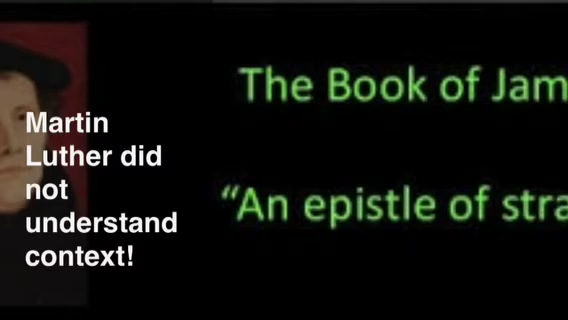 Martin
Luther did
not
understand
context!
The Book of Jam
“An epistle of stra